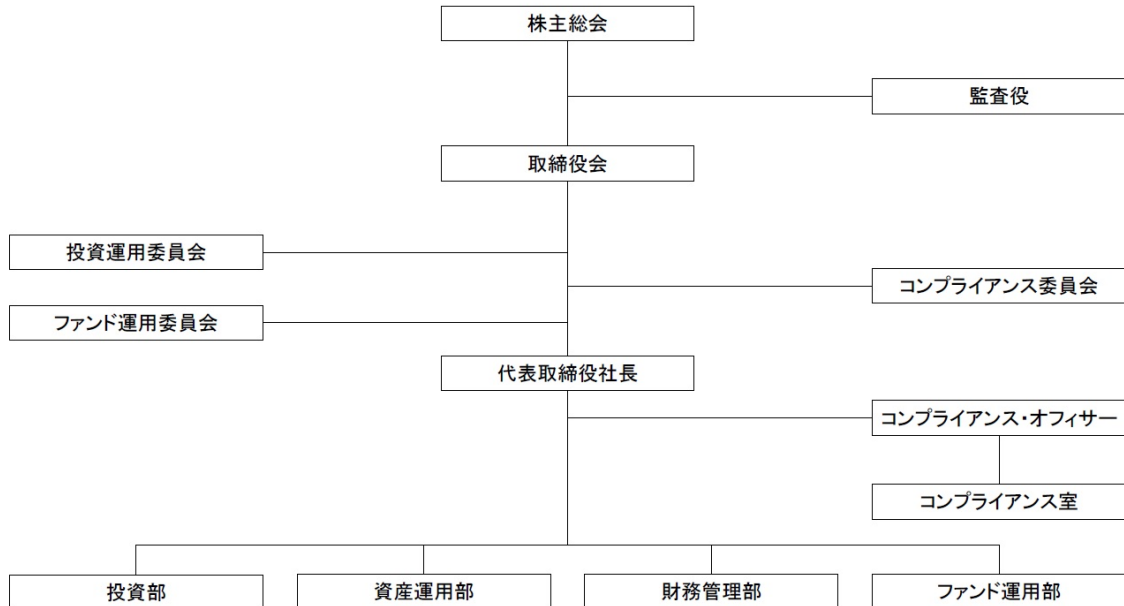 株主総会
監査役
取締役会
投資運用委員会
コンプライアンス委員会
ファンド運用委員会
代表取締役社長
コンプライアンス・オフィサー
コンプライアンス室
投資部
資産運用部
財務管理部
ファンド運用部